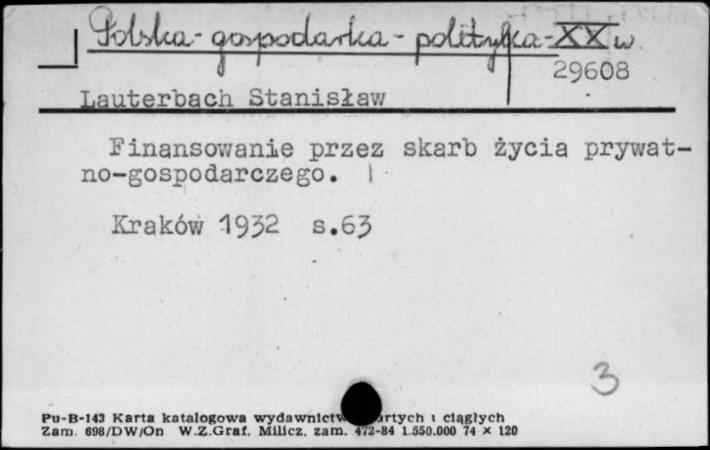 Polska - gospodarka - polityka - XX w.
29608
Lauterbach Stanisław
Finansowanie przez skarb życia prywat-
no-gospodarczego.
Kraków 1932 s.63
3
Pu-B-143 Karta katalogowa wydawnictw zwartych i ciągłych
Zam. 698/DW/On W.Z.Graf. Milicz, zam. 472-84 1.550.000 74 × 120